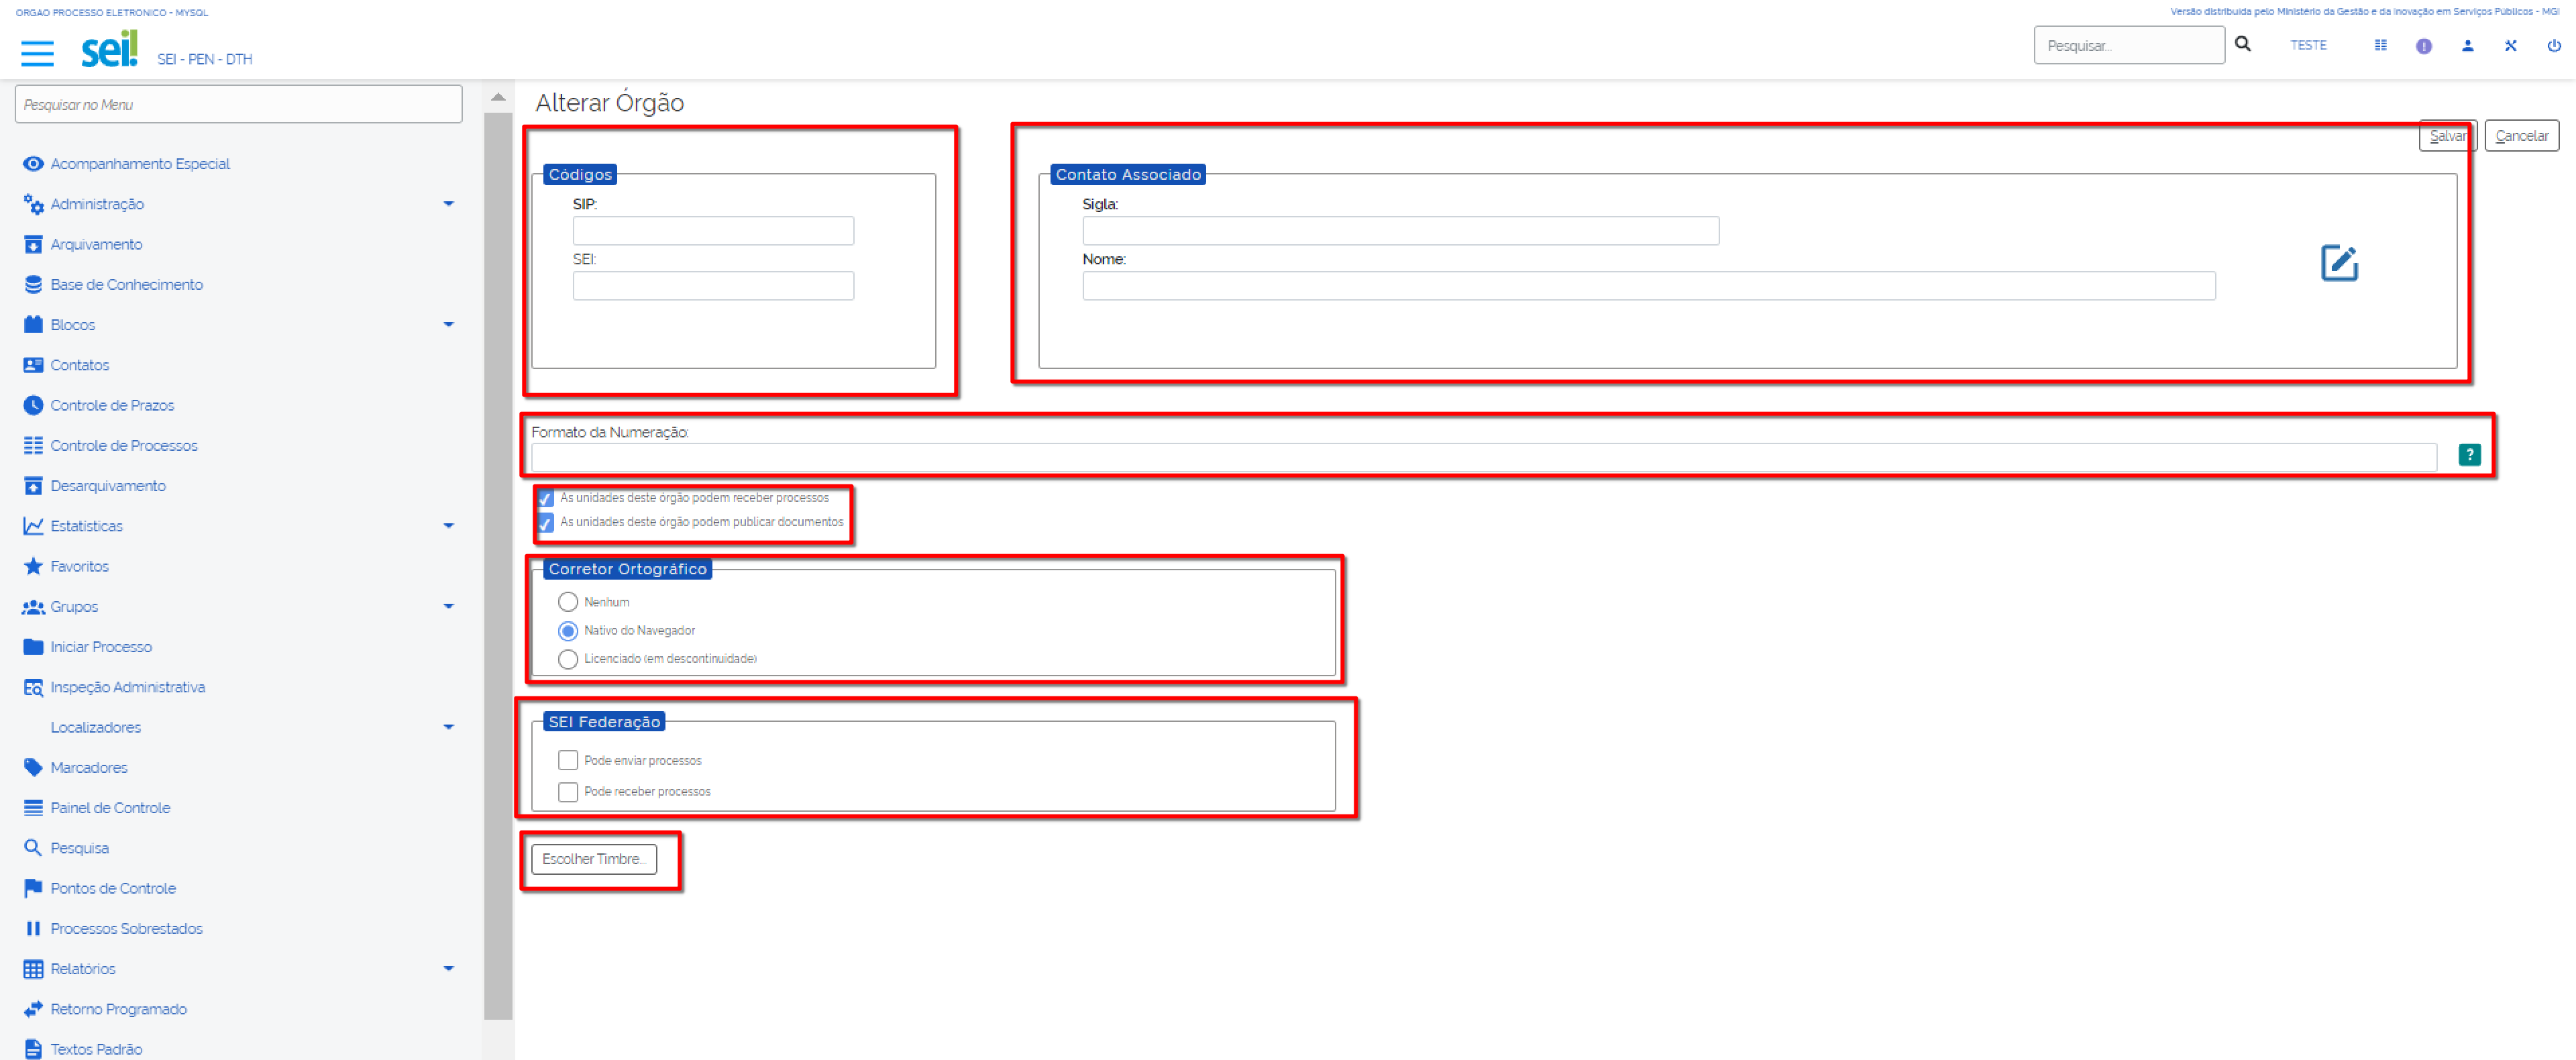 ORGAO PROCESSO ELETRONICO - MYSQL
Versão distribuída pelo Ministério da Gestão e da Inovação em Serviços Públicos - MGI
sei!
SEI - PEN - DTH
Pesquisar...
TESTE
Pesquisar no Menu
Acompanhamento Especial
Administração
Arquivamento
Base de Conhecimento
Blocos
Contatos
Controle de Prazos
Controle de Processos
Desarquivamento
Estatísticas
Favoritos
Grupos
Iniciar Processo
Inspeção Administrativa
Localizadores
Marcadores
Painel de Controle
Pesquisa
Pontos de Controle
Processos Sobrestados
Relatórios
Retorno Programado
Textos Padrão
Alterar Órgão
Salvar
Cancelar
Códigos
SIP:
SEI:
Contato Associado
Sigla:
Nome:
Formato da Numeração:
?
As unidades deste órgão podem receber processos
As unidades deste órgão podem publicar documentos
Corretor Ortográfico
Nenhum
Nativo do Navegador
Licenciado (em descontinuidade)
SEI Federação
Pode enviar processos
Pode receber processos
Escolher Timbre...